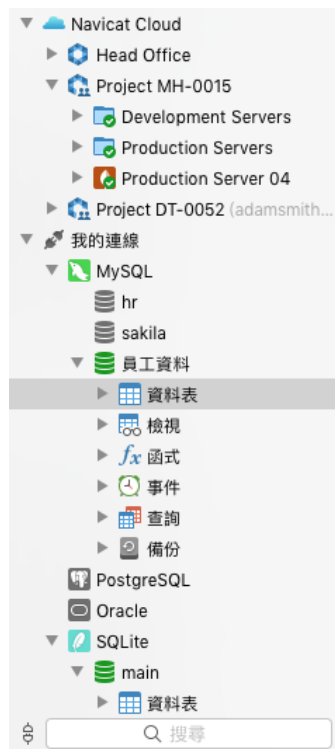 Navicat Cloud
Head Office
Project MH-0015
Development Servers
Production Servers
Production Server 04
Project DT-0052 (adamsmith...
我的連線
MySQL
hr
sakila
員工資料
資料表
檢視
fx 函式
事件
查詢
備份
PostgreSQL
Oracle
SQLite
main
資料表
搜尋